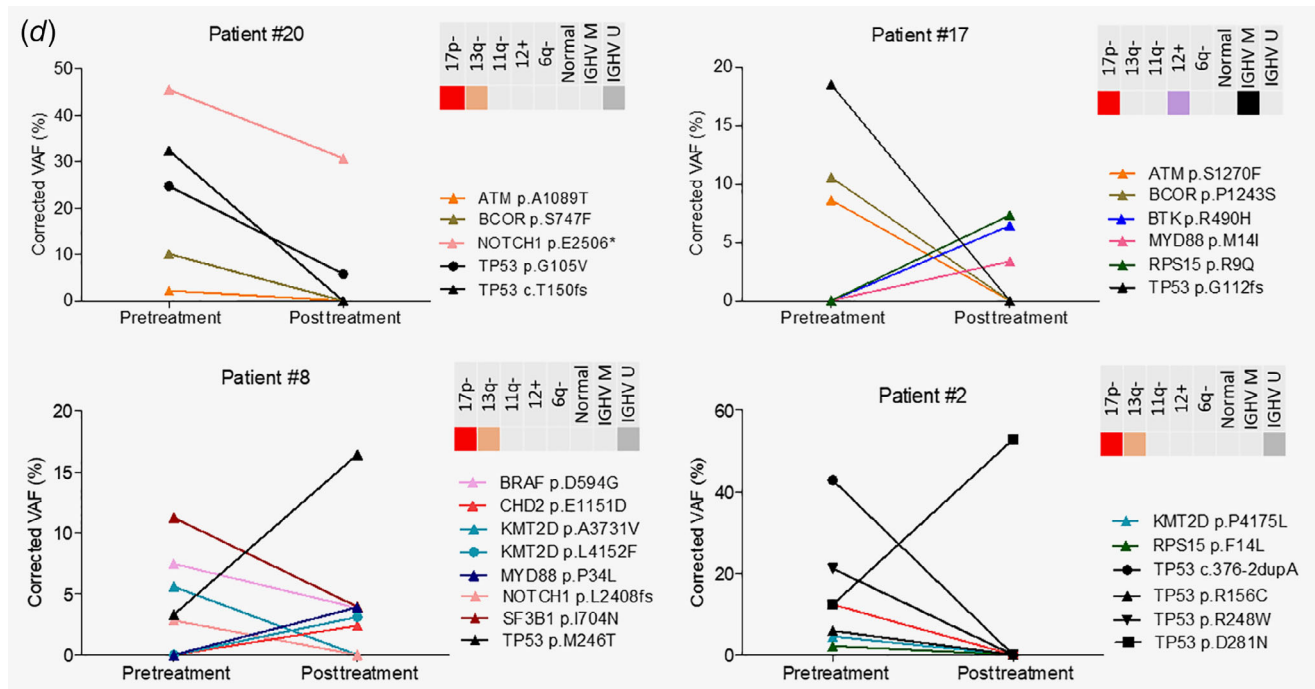 (d)
Patient #20
17p-
13q-
11q-
12+
6q-
Normal
IGHV M
IGHV U
Corrected VAF (%)
50
40
30
20
10
0
Pretreatment
Posttreatment
ATM p.A1089T
BCOR p.S747F
NOTCH1 p.E2506*
TP53 p.G105V
TP53 c.T150fs
Patient #17
17p-
13q-
11q-
12+
6q-
Normal
IGHV M
IGHV U
Corrected VAF (%)
20
15
10
5
0
Pretreatment
Posttreatment
ATM p.S1270F
BCOR p.P1243S
BTK p.R490H
MYD88 p.M14I
RPS15 p.R9Q
TP53 p.G112fs
Patient #8
17p-
13q-
11q-
12+
6q-
Normal
IGHV M
IGHV U
Corrected VAF (%)
20
15
10
5
0
Pretreatment
Posttreatment
BRAF p.D594G
CHD2 p.E1151D
KMT2D p.A3731V
KMT2D p.L4152F
MYD88 p.P34L
NOTCH1 p.L2408fs
SF3B1 p.I704N
TP53 p.M246T
Patient #2
17p-
13q-
11q-
12+
6q-
Normal
IGHV M
IGHV U
Corrected VAF (%)
60
40
20
0
Pretreatment
Posttreatment
KMT2D p.P4175L
RPS15 p.F14L
TP53 c.376-2dupA
TP53 p.R156C
TP53 p.R248W
TP53 p.D281N